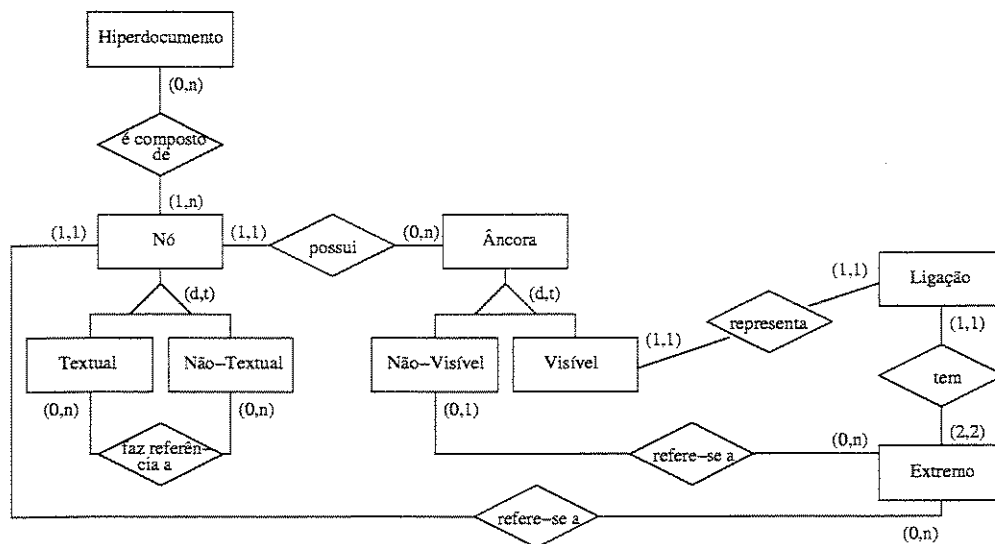 Hiperdocumento
(0,n)
é composto
de
(1,n)
(1,1)
Nó
(1,1)
possui
(0,n)
Âncora
(d,t)
(d,t)
(1,1)
Ligação
representa
(1,1)
(1,1)
Textual
Não-Textual
Não-Visível
Visível
tem
(0,n)
(0,n)
(0,1)
(2,2)
faz referên-
cia a
refere-se a
(0,n)
Extremo
refere-se a
(0,n)